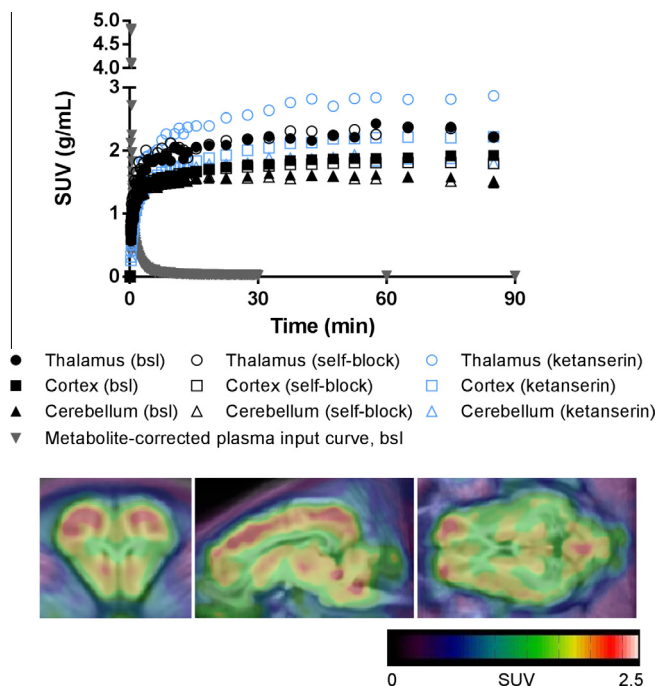 5.0
4.5
4.0
3
2
1
0
SUV (g/mL)
0 30 60 90
Time (min)
Thalamus (bsl) Thalamus (self-block) Thalamus (ketanserin)
Cortex (bsl) Cortex (self-block) Cortex (ketanserin)
Cerebellum (bsl) Cerebellum (self-block) Cerebellum (ketanserin)
Metabolite-corrected plasma input curve, bsl
0 SUV 2.5